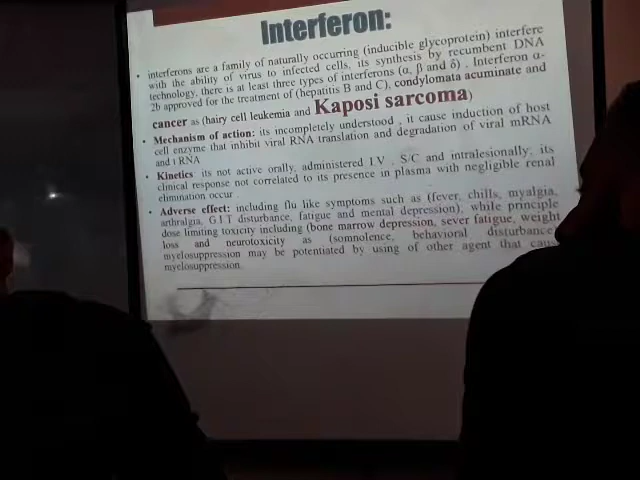 Interferon:
• interferons are a family of naturally occurring (inducible glycoprotein) interfere
with the ability of virus to infected cells, its synthesis by recumbent DNA
technology, there is at least three types of interferons (α, β and δ) . Interferon α-
2b approved for the treatment of (hepatitis B and C), condylomata acuminate and
cancer as (hairy cell leukemia and Kaposi sarcoma)
• Mechanism of action: its incompletely understood , it cause induction of host
cell enzyme that inhibit viral RNA translation and degradation of viral mRNA
and t RNA
• Kinetics its not active orally, administered I.V , S/C and intralesionally; its
clinical response not correlated to its presence in plasma with negligible renal
elimination occur
• Adverse effect: including flu like symptoms such as (fever, chills, myalgia,
arthralgia, G.I.T disturbance, fatigue and mental depression); while principle
dose limiting toxicity including (bone marrow depression, sever fatigue, weight
loss and neurotoxicity as (somnolence, behavioral disturbance
myelosuppression may be potentiated by using of other agent that
myelosuppression